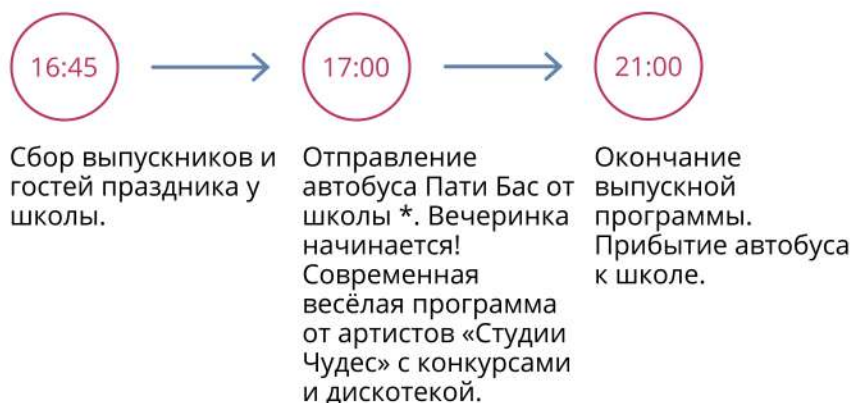 16:45
17:00
21:00
Сбор выпускников и
гостей праздника у
школы.
Отправление
автобуса Пати Бас от
школы *. Вечеринка
начинается!
Современная
весёлая программа
от артистов «Студии
Чудес» с конкурсами
и дискотекой.
Окончание
выпускной
программы.
Прибытие автобуса
к школе.